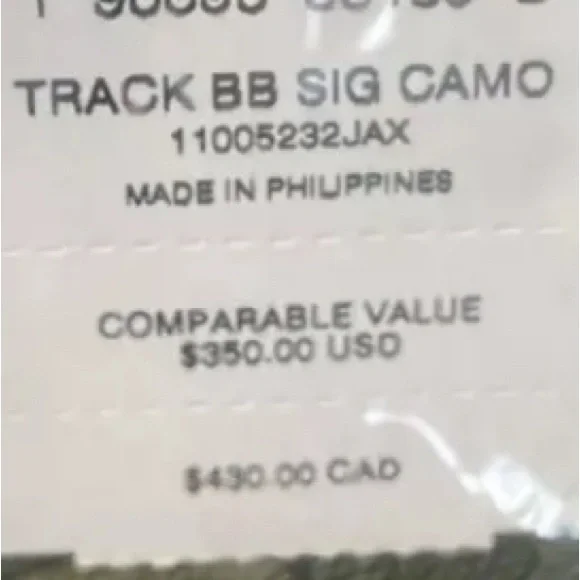 TRACK BB SIG CAMO
11005232JAX
MADE IN PHILIPPINES
COMPARABLE VALUE
$350.00 USD
$430.00 CAD